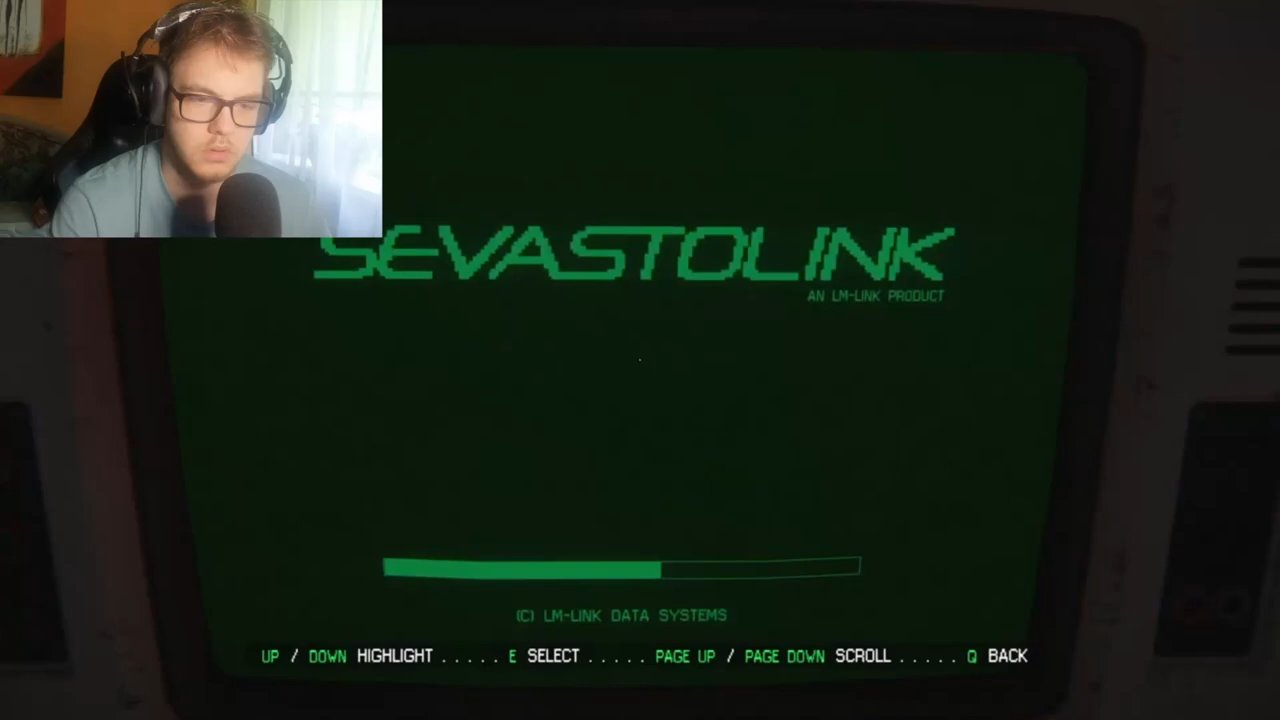 SEVASTOLINK
AN LM-LINK PRODUCT
(C) LM-LINK DATA SYSTEMS
UP / DOWN HIGHLIGHT ..... E SELECT ..... PAGE UP / PAGE DOWN SCROLL ..... Q BACK